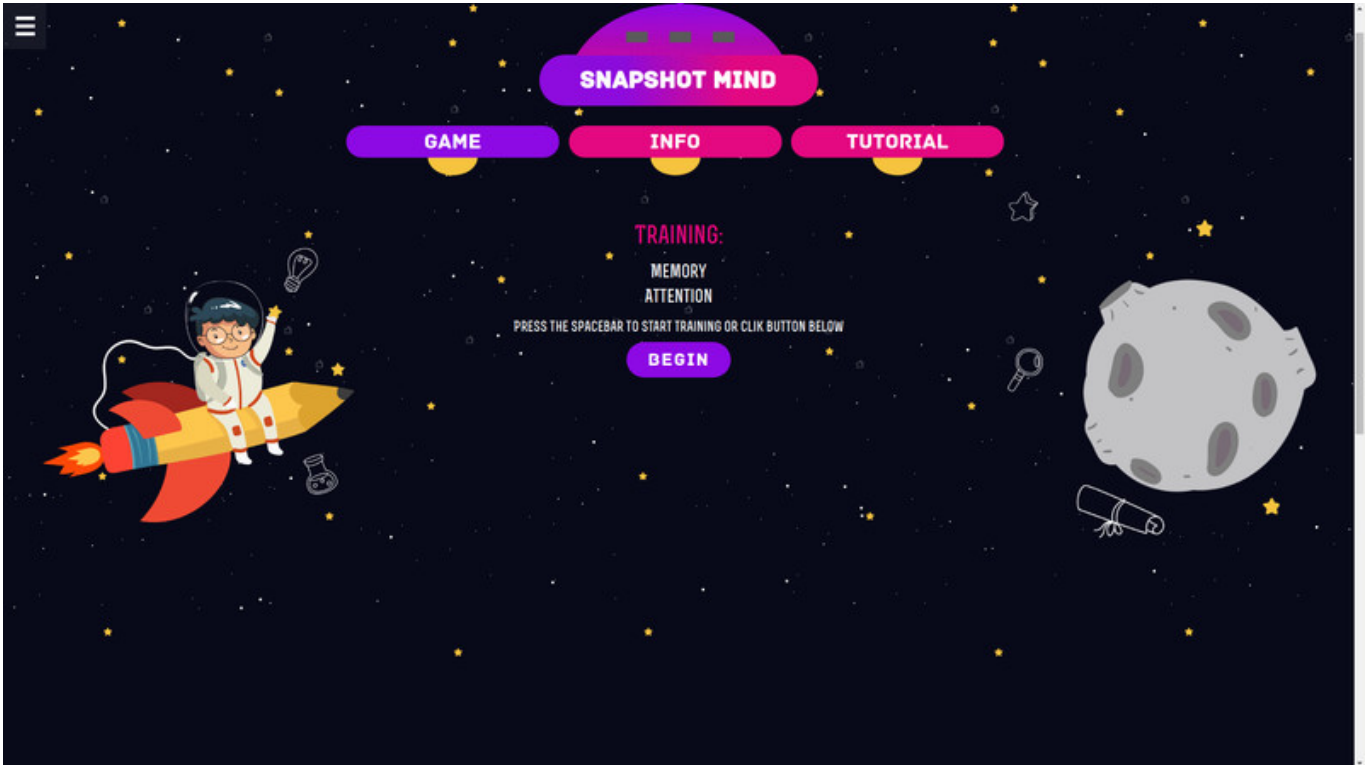 SNAPSHOT MIND
GAME INFO TUTORIAL
TRAINING:
MEMORY
ATTENTION
PRESS THE SPACEBAR TO START TRAINING OR CLIK BUTTON BELOW
BEGIN